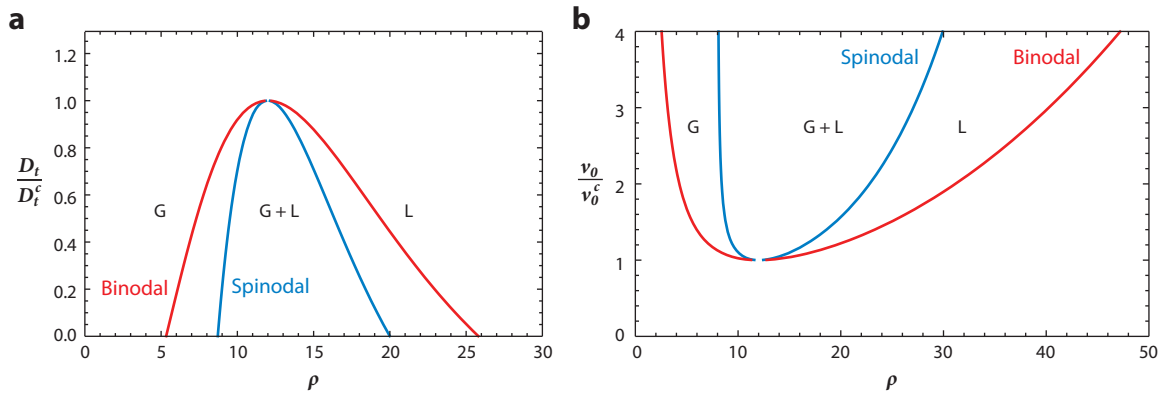 a
1.2
1.0
0.8
0.6
0.4
0.2
0.0
D_t
D_t^c
G
G + L
L
Binodal
Spinodal
0 5 10 15 20 25 30
ρ
b
4
3
2
1
0
v_0
v_0^c
Spinodal
Binodal
G
G + L
L
0 10 20 30 40 50
ρ